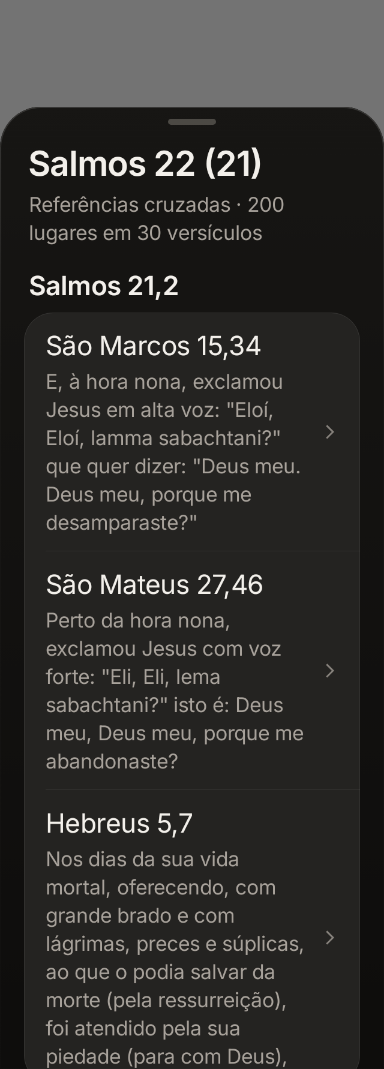 Salmos 22 (21)
Referências cruzadas · 200
lugares em 30 versículos
Salmos 21,2
São Marcos 15,34
E, à hora nona, exclamou
Jesus em alta voz: "Eloí,
Eloí, lamma sabachtani?"
que quer dizer: "Deus meu.
Deus meu, porque me
desamparaste?"
São Mateus 27,46
Perto da hora nona,
exclamou Jesus com voz
forte: "Eli, Eli, lema
sabachtani?" isto é: Deus
meu, Deus meu, porque me
abandonaste?
Hebreus 5,7
Nos dias da sua vida
mortal, oferecendo, com
grande brado e com
lágrimas, preces e súplicas,
ao que o podia salvar da
morte (pela ressurreição),
foi atendido pela sua
piedade (para com Deus),